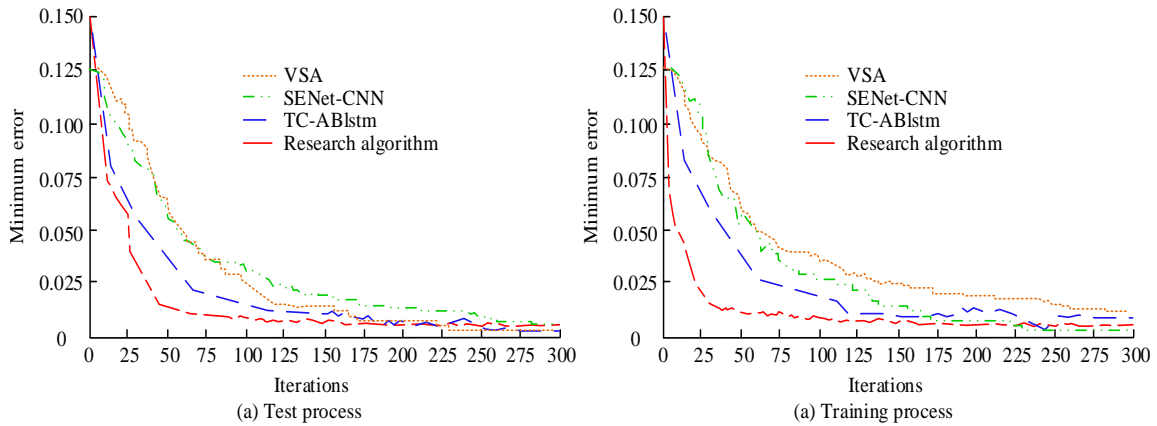 0.150
0.125
0.100
0.075
0.050
0.025
0
Minimum error
VSA
SENet-CNN
TC-ABlstm
Research algorithm
0 25 50 75 100 125 150 175 200 225 250 275 300
Iterations
(a) Test process
0.150
0.125
0.100
0.075
0.050
0.025
0
Minimum error
VSA
SENet-CNN
TC-ABlstm
Research algorithm
0 25 50 75 100 125 150 175 200 225 250 275 300
Iterations
(a) Training process